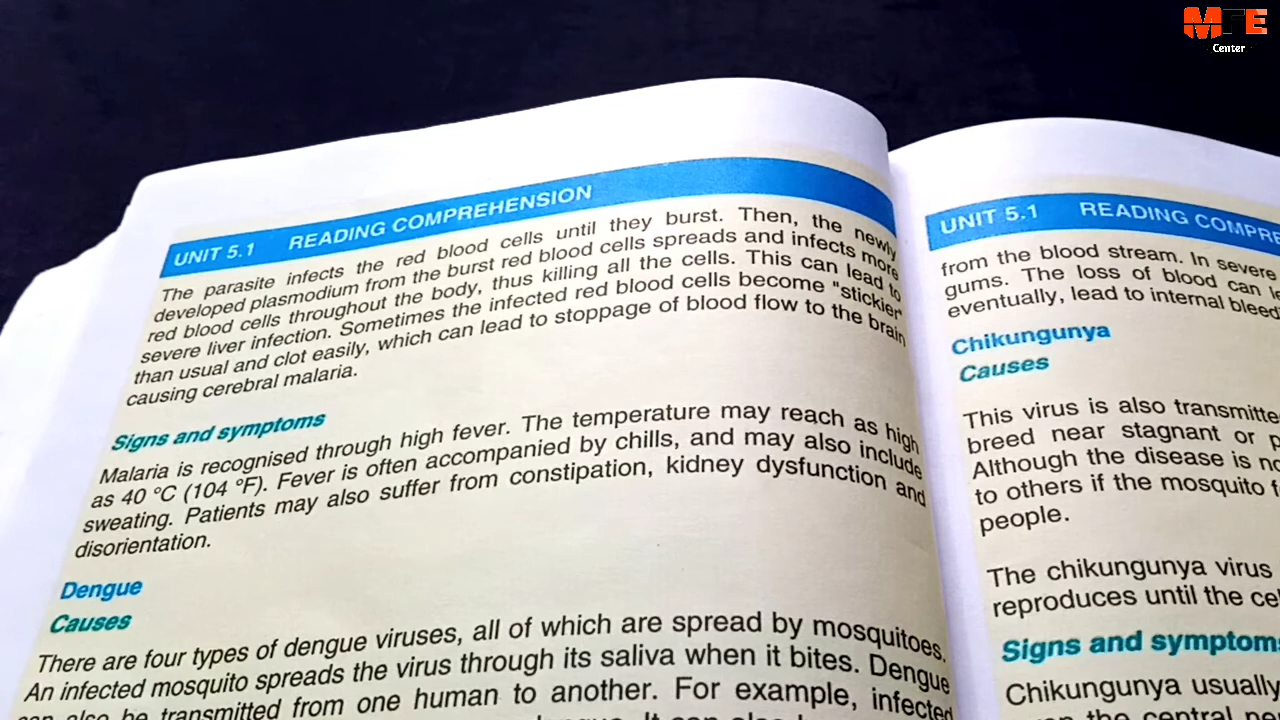 MFE
Center
UNIT 5.1 READING COMPREHENSION
The parasite infects the red blood cells until they burst. Then, the newly
developed plasmodium from the burst red blood cells spreads and infects more
red blood cells throughout the body, thus killing all the cells. This can lead to
severe liver infection. Sometimes the infected red blood cells become "stickier"
than usual and clot easily, which can lead to stoppage of blood flow to the brain
causing cerebral malaria.
Signs and symptoms
Malaria is recognised through high fever. The temperature may reach as high
as 40 °C (104 °F). Fever is often accompanied by chills, and may also include
sweating. Patients may also suffer from constipation, kidney dysfunction and
disorientation.
Dengue
Causes
There are four types of dengue viruses, all of which are spread by mosquitoes.
An infected mosquito spreads the virus through its saliva when it bites. Dengue
can also be transmitted from one human to another. For example, infected
UNIT 5.1 READING COMPRE
from the blood stream. In severe
gums. The loss of blood can
eventually, lead to internal bleed
Chikungunya
Causes
This virus is also transmitte
breed near stagnant or
Although the disease is
to others if the mosquito
people.
The chikungunya virus
reproduces until the
Signs and symptom
Chikungunya usually
the central